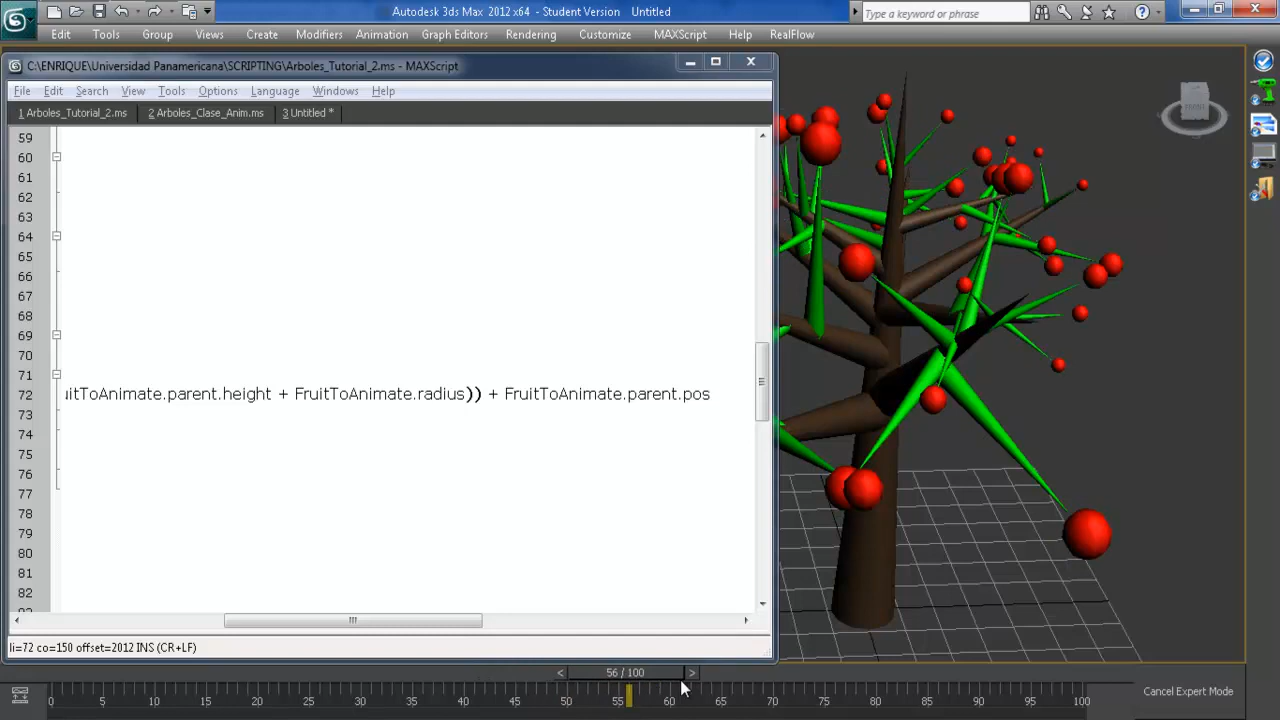 Autodesk 3ds Max 2012 x64 - Student Version Untitled
Type a keyword or phrase
Edit Tools Group Views Create Modifiers Animation Graph Editors Rendering Customize MAXScript Help RealFlow
C:\ENRIQUE\Universidad Panamericana\SCRIPTING\Arboles_Tutorial_2.ms - MAXScript
File Edit Search View Tools Options Language Windows Help
1 Arboles_Tutorial_2.ms 2 Arboles_Clase_Anim.ms 3 Untitled *
59
60
61
62
63
64
65
66
67
68
69
70
71
72 uitToAnimate.parent.height + FruitToAnimate.radius)) + FruitToAnimate.parent.pos
73
74
75
76
77
78
79
80
81
82
li=72 co=150 offset=2012 INS (CR+LF)
< 56 / 100 >
0 5 10 15 20 25 30 35 40 45 50 55 60 65 70 75 80 85 90 95 100
Cancel Expert Mode